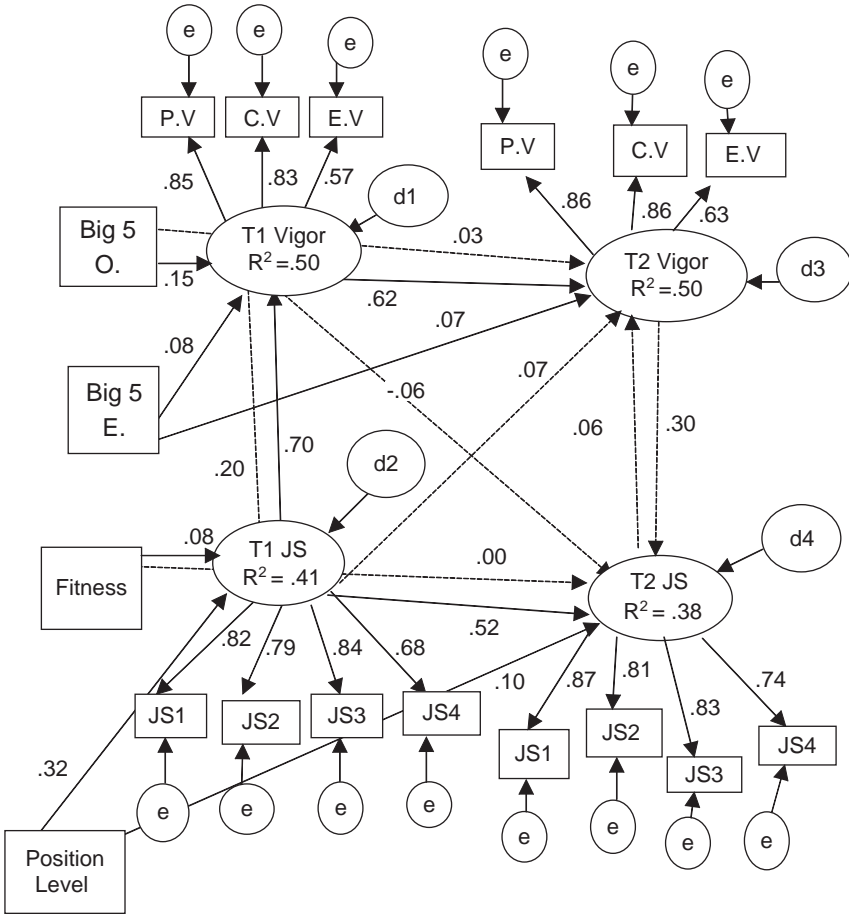 e
e
e
e
e
e
P.V
C.V
E.V
P.V
C.V
E.V
.85
.83
.57
d1
.86
.86
.63
Big 5
O.
T1 Vigor
R² =.50
.03
T2 Vigor
R² =.50
d3
.15
.62
.07
.08
.07
Big 5
E.
-.06
.06
.30
.70
.20
d2
.08
Fitness
T1 JS
R² = .41
.00
T2 JS
R² = .38
d4
.52
.82
.79
.84
.68
.10
.87
.81
.83
.74
JS1
JS2
JS3
JS4
JS1
JS2
JS3
JS4
.32
e
e
e
e
e
e
e
e
Position
Level